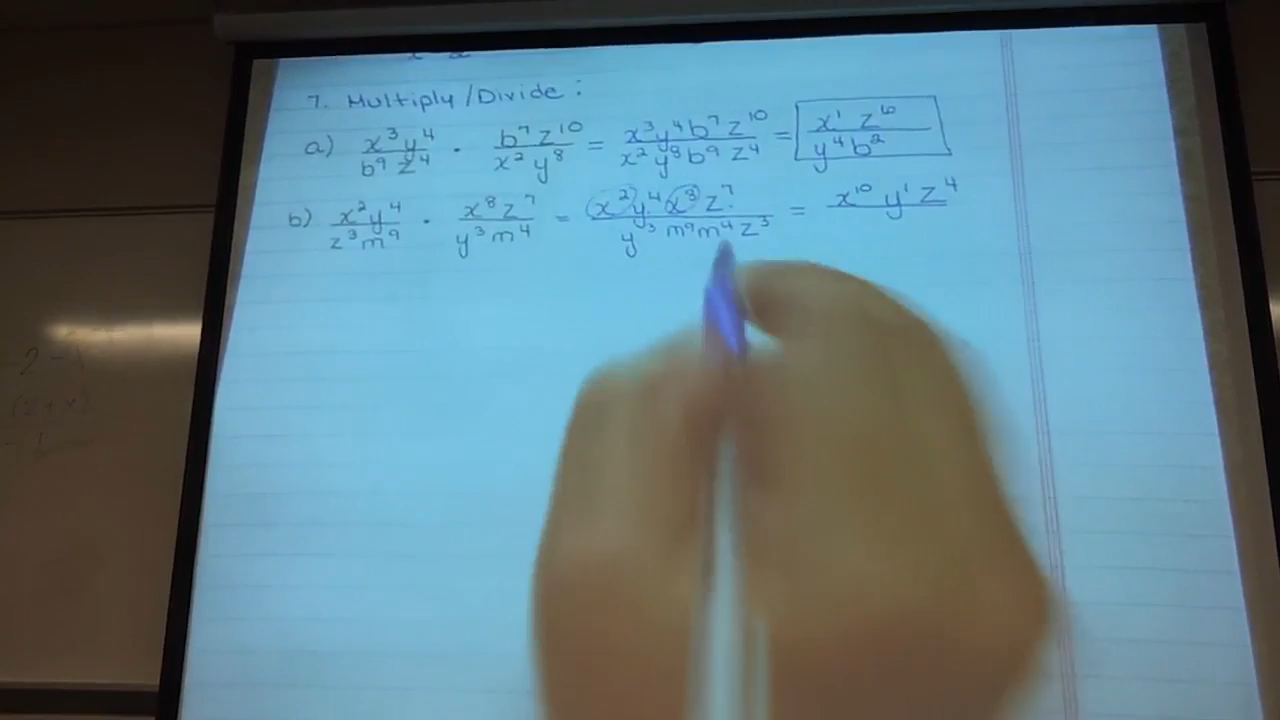 7. Multiply/Divide:
a) x³y⁴/b⁹z⁴ · b⁷z¹⁰/x²y⁸ = x³y⁴b⁷z¹⁰/x²y⁸b⁹z⁴ = x¹z⁶/y⁴b²
b) x²y⁴/z³m⁹ · x⁸z⁷/y³m⁴ = x²y⁴x⁸z⁷/y³m⁹m⁴z³ = x¹⁰y¹z⁴